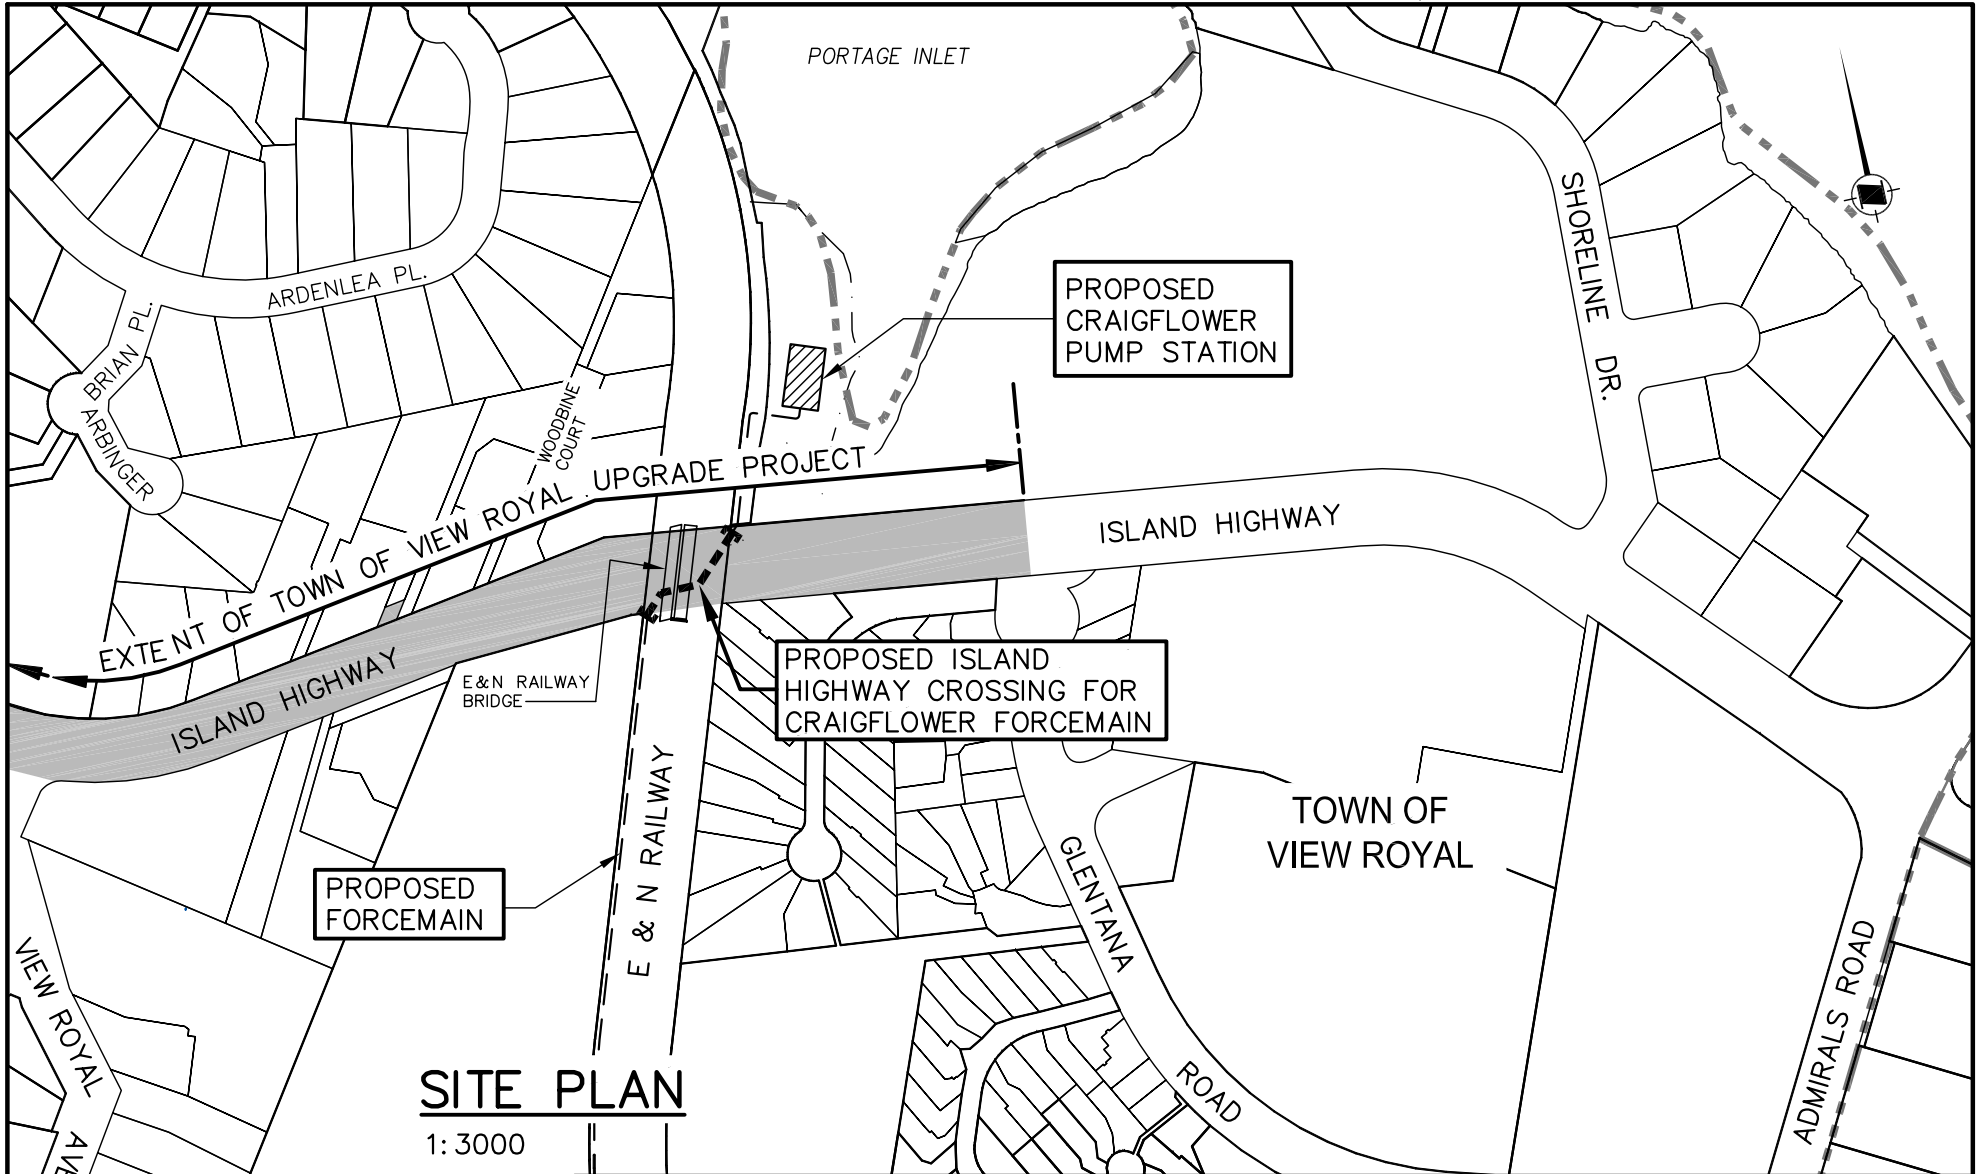 PORTAGE INLET
SHORELINE DR.
ARDENLEA PL.
BRIAN PL.
ARBINGER
WOODBINE
COURT
PROPOSED
CRAIGFLOWER
PUMP STATION
EXTENT OF TOWN OF VIEW ROYAL UPGRADE PROJECT
ISLAND HIGHWAY
ISLAND HIGHWAY
E&N RAILWAY
BRIDGE
PROPOSED ISLAND
HIGHWAY CROSSING FOR
CRAIGFLOWER FORCEMAIN
E & N RAILWAY
TOWN OF
VIEW ROYAL
PROPOSED
FORCEMAIN
GLENTANA ROAD
VIEW ROYAL AVE
ADMIRALS ROAD
SITE PLAN
1:3000